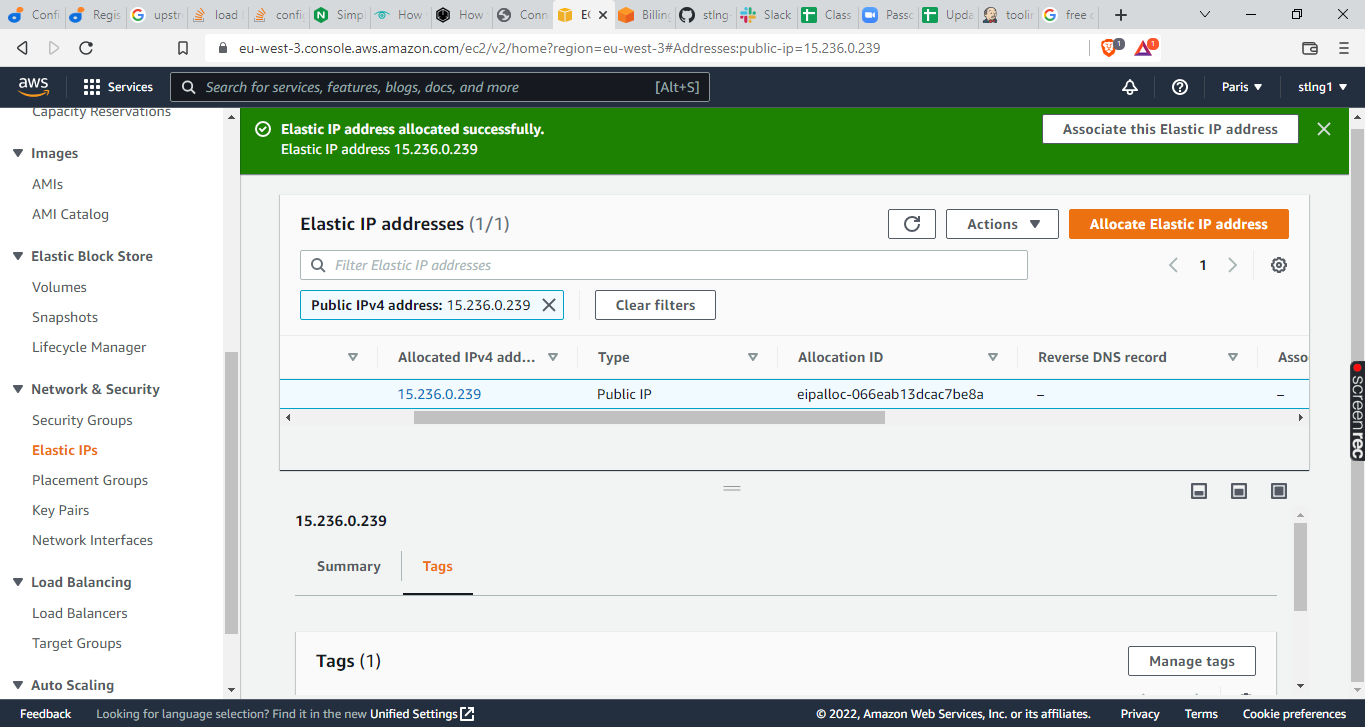 Confi
Regis
upstr
load
config
Simp
How
How
Conn
EC
Billing
stlng-
Slack
Class
Passc
Upda
toolin
free c
eu-west-3.console.aws.amazon.com/ec2/v2/home?region=eu-west-3#Addresses:public-ip=15.236.0.239
1
1
aws
Services
Search for services, features, blogs, docs, and more
[Alt+S]
Paris
stlng1
Capacity Reservations
Images
AMIs
AMI Catalog
Elastic Block Store
Volumes
Snapshots
Lifecycle Manager
Network & Security
Security Groups
Elastic IPs
Placement Groups
Key Pairs
Network Interfaces
Load Balancing
Load Balancers
Target Groups
Auto Scaling
Elastic IP address allocated successfully.
Elastic IP address 15.236.0.239
Associate this Elastic IP address
Elastic IP addresses (1/1)
Actions
Allocate Elastic IP address
Filter Elastic IP addresses
1
Public IPv4 address: 15.236.0.239
Clear filters
Allocated IPv4 add...
Type
Allocation ID
Reverse DNS record
Asso
15.236.0.239
Public IP
eipalloc-066eab13dcac7be8a
–
–
15.236.0.239
Summary
Tags
Tags (1)
Manage tags
screenrec
Feedback
Looking for language selection? Find it in the new Unified Settings
© 2022, Amazon Web Services, Inc. or its affiliates.
Privacy
Terms
Cookie preferences